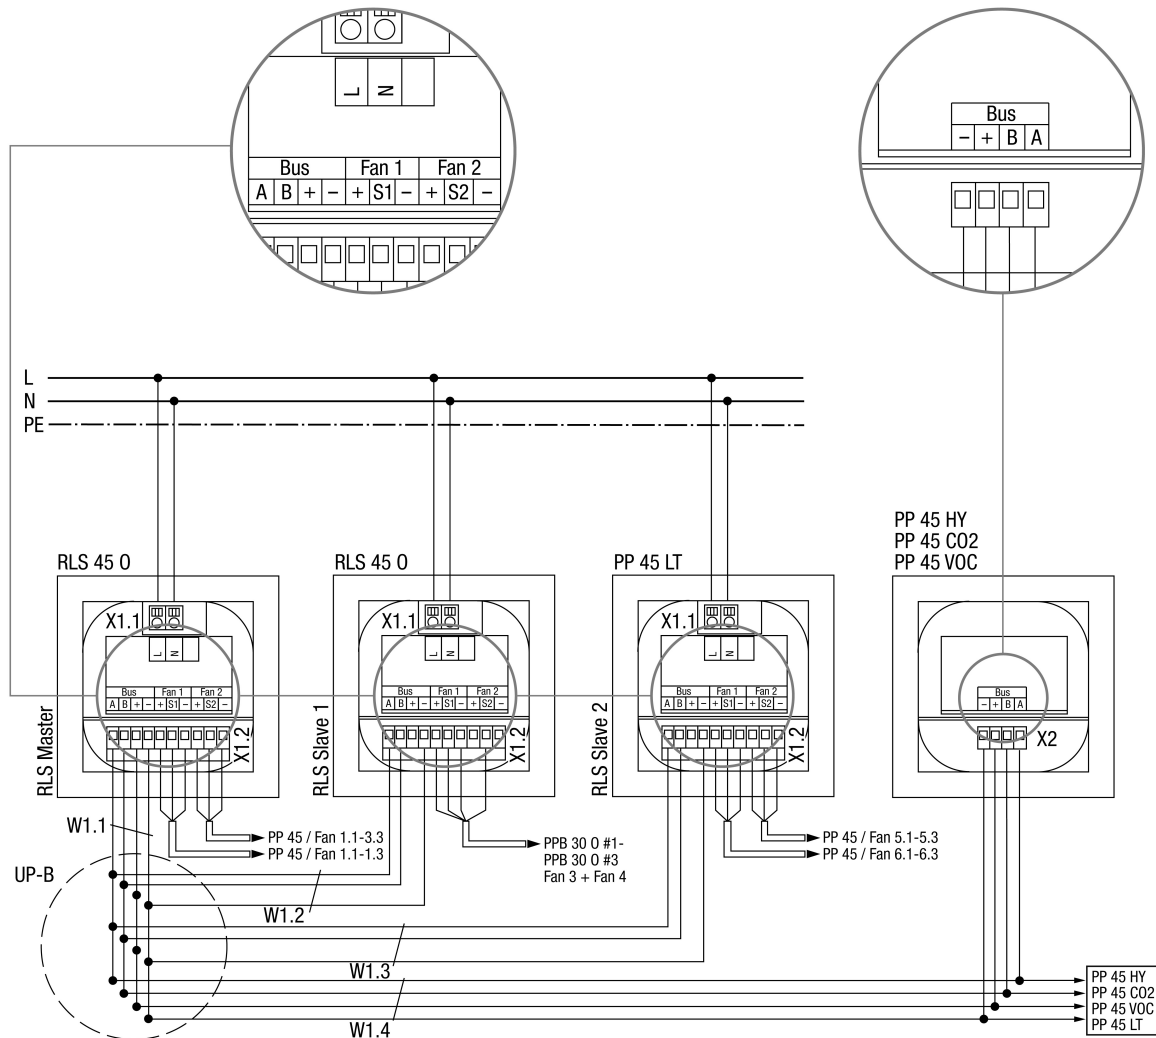 L
N
Bus Fan 1 Fan 2
A B + − + S1 − + S2 −
Bus
− + B A
L
N
PE
PP 45 HY
PP 45 CO2
PP 45 VOC
RLS 45 O
RLS 45 O
PP 45 LT
X1.1
L
N
Bus Fan 1 Fan 2
A B + − + S1 − + S2 −
X1.2
RLS Master
X1.1
L
N
Bus Fan 1 Fan 2
A B + − + S1 − + S2 −
X1.2
RLS Slave 1
X1.1
L
N
Bus Fan 1 Fan 2
A B + − + S1 − + S2 −
X1.2
RLS Slave 2
Bus
− + B A
X2
W1.1
PP 45 / Fan 1.1-3.3
PP 45 / Fan 1.1-1.3
PPB 30 O #1-
PPB 30 O #3
Fan 3 + Fan 4
PP 45 / Fan 5.1-5.3
PP 45 / Fan 6.1-6.3
UP-B
W1.2
W1.3
W1.4
PP 45 HY
PP 45 CO2
PP 45 VOC
PP 45 LT